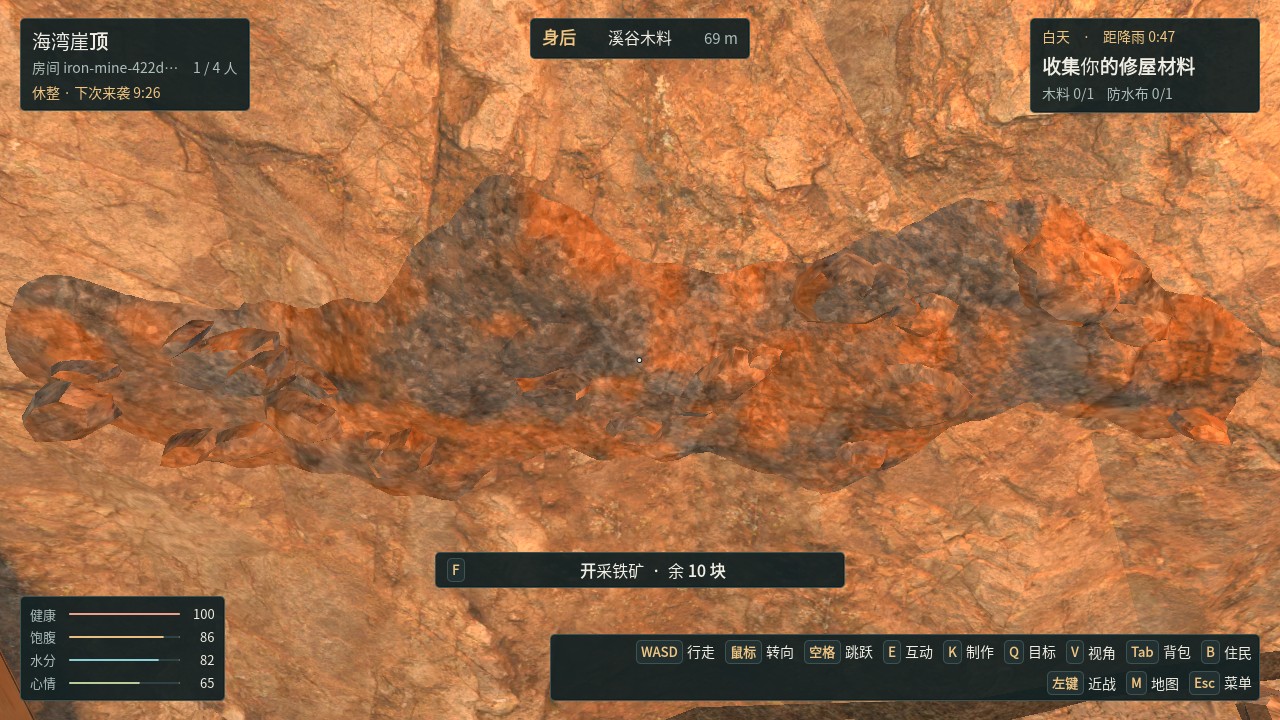 海湾崖顶
房间 iron-mine-422d… 1 / 4 人
休整 · 下次来袭 9:26
身后 溪谷木料 69 m
白天 · 距降雨 0:47
收集你的修屋材料
木料 0/1 防水布 0/1
F 开采铁矿 · 余 10 块
健康 100
饱腹 86
水分 82
心情 65
WASD 行走 鼠标 转向 空格 跳跃 E 互动 K 制作 Q 目标 V 视角 Tab 背包 B 住民
左键 近战 M 地图 Esc 菜单